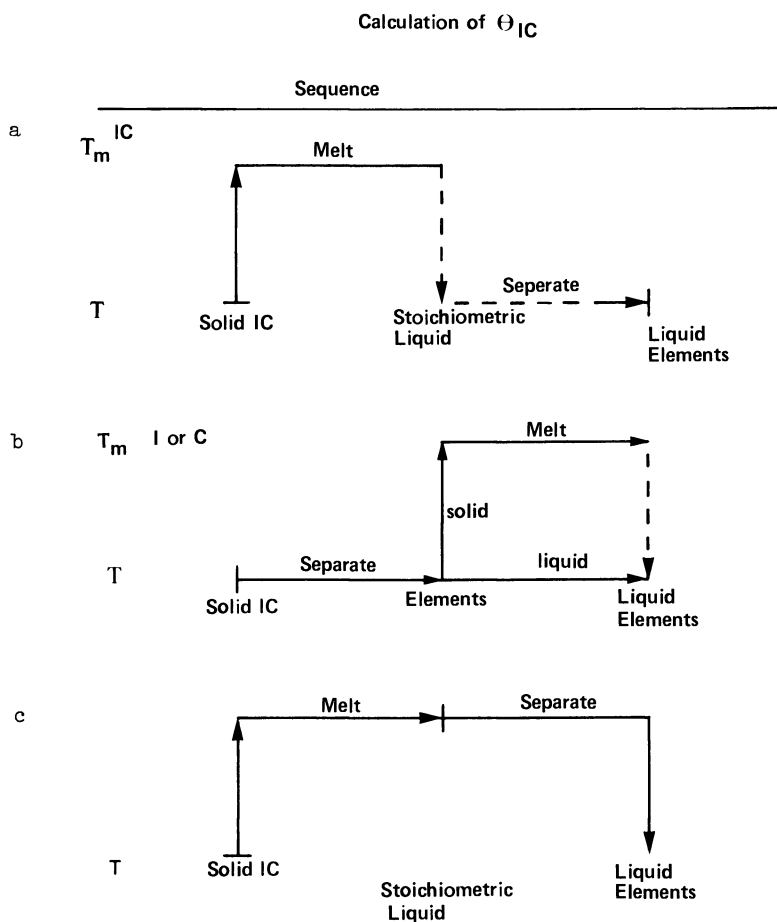 Calculation of Θ_IC
Sequence
a
T_m^IC
Melt
T
Seperate
Solid IC
Stoichiometric
Liquid
Liquid
Elements
b
T_m I or C
Melt
solid
T
Separate
liquid
Solid IC
Elements
Liquid
Elements
c
Melt
Separate
T
Solid IC
Liquid
Elements
Stoichiometric
Liquid